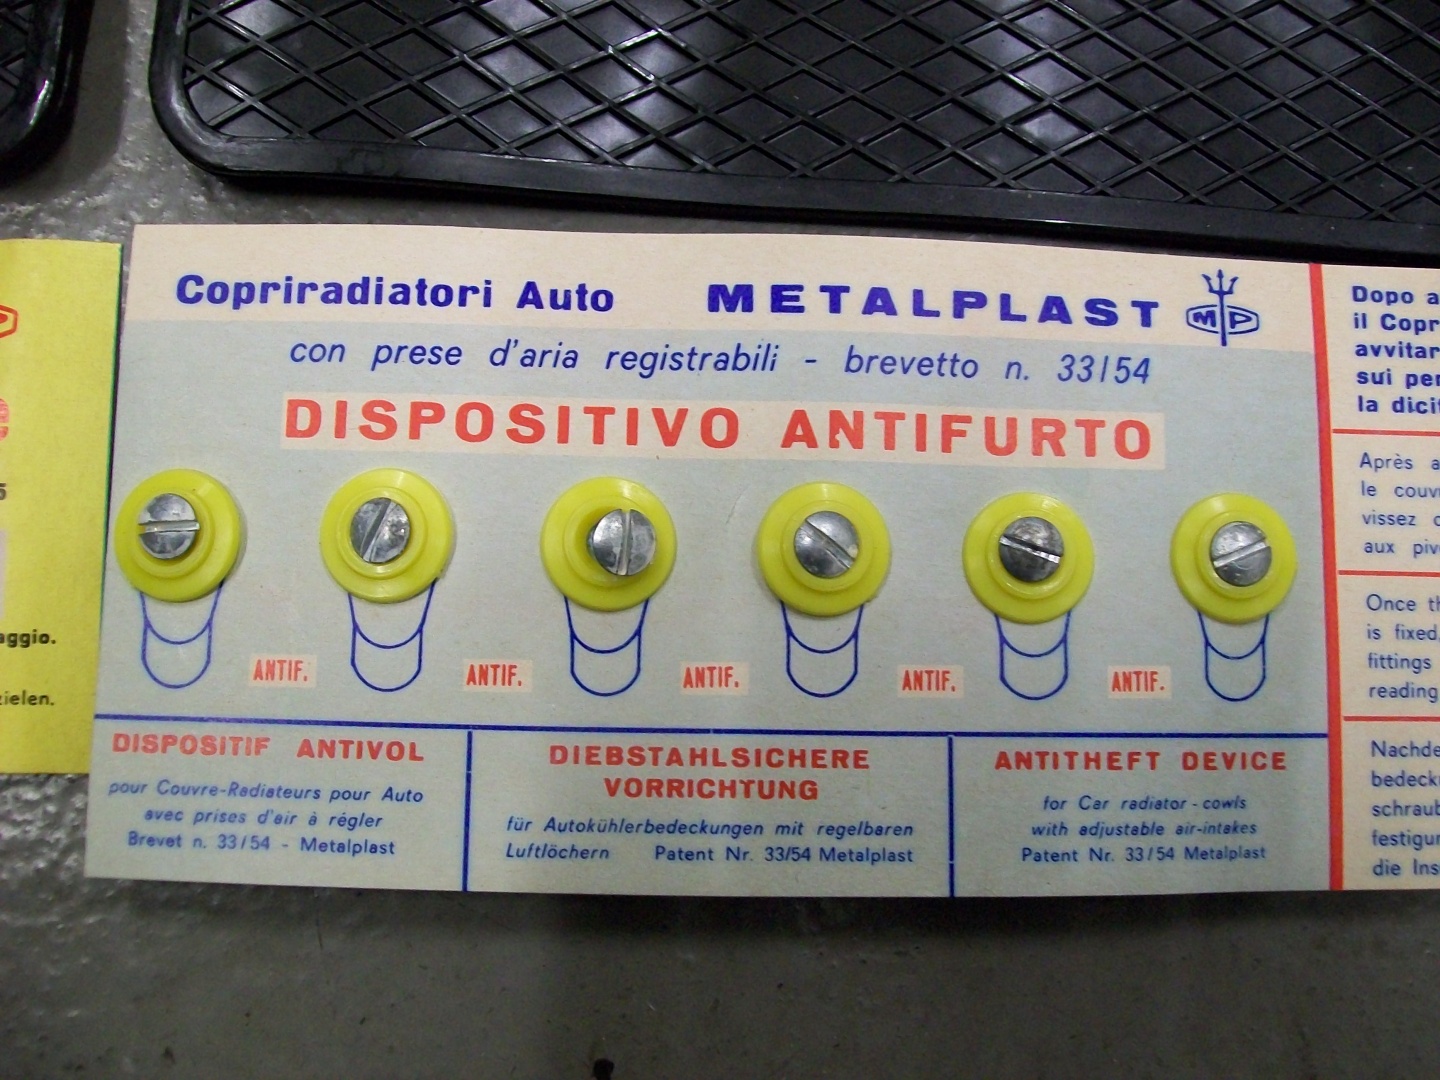 Copriradiatori Auto METALPLAST MP
con prese d'aria registrabili - brevetto n. 33/54
DISPOSITIVO ANTIFURTO
ANTIF. ANTIF. ANTIF. ANTIF. ANTIF.
DISPOSITIF ANTIVOL
pour Couvre-Radiateurs pour Auto
avec prises d'air à régler
Brevet n. 33/54 - Metalplast
DIEBSTAHLSICHERE
VORRICHTUNG
für Autokühlerbedeckungen mit regelbaren
Luftlöchern Patent Nr. 33/54 Metalplast
ANTITHEFT DEVICE
for Car radiator-cowls
with adjustable air-intakes
Patent Nr. 33/54 Metalplast
Dopo a
il Copr
avvitar
sui per
la dicit
Après a
le couv
vissez
aux piv
Once th
is fixed,
fittings
reading
Nachde
bedeck
schraub
festigun
die Ins
aggio.
ielen.